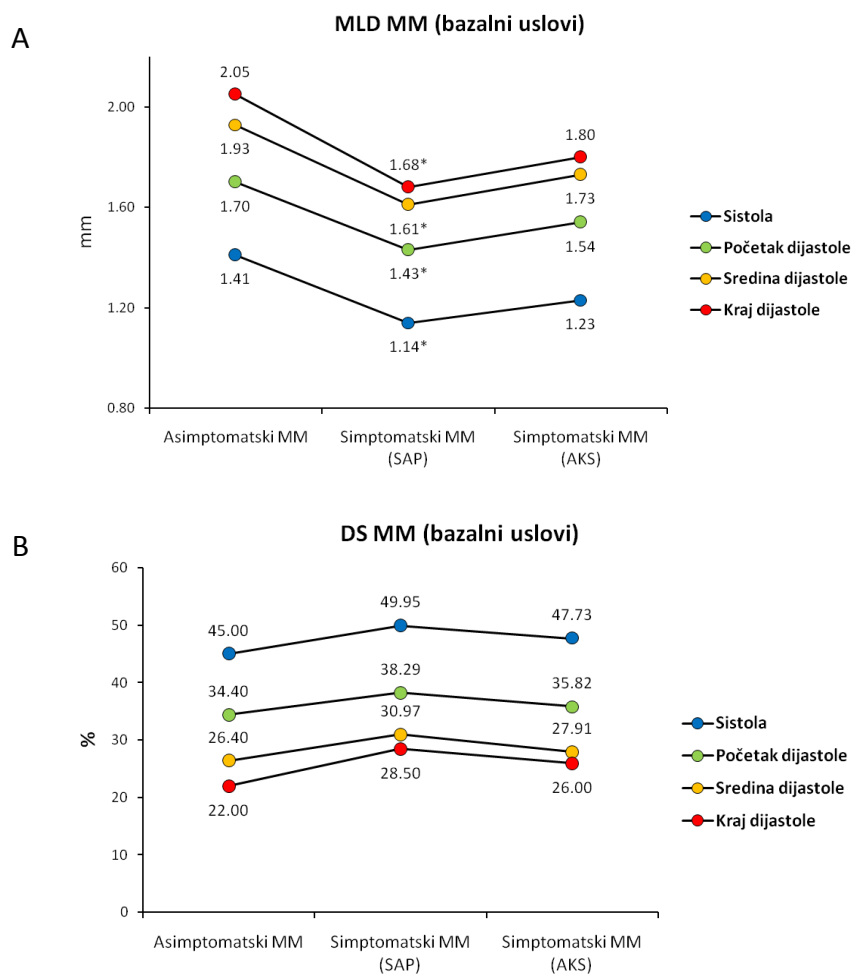 A
MLD MM (bazalni uslovi)
mm
2.00
1.60
1.20
0.80
2.05
1.93
1.70
1.41
1.68*
1.61*
1.43*
1.14*
1.80
1.73
1.54
1.23
Asimptomatski MM
Simptomatski MM
(SAP)
Simptomatski MM
(AKS)
Sistola
Početak dijastole
Sredina dijastole
Kraj dijastole
B
DS MM (bazalni uslovi)
%
60
50
40
30
20
10
0
45.00
34.40
26.40
22.00
49.95
38.29
30.97
28.50
47.73
35.82
27.91
26.00
Asimptomatski MM
Simptomatski MM
(SAP)
Simptomatski MM
(AKS)
Sistola
Početak dijastole
Sredina dijastole
Kraj dijastole